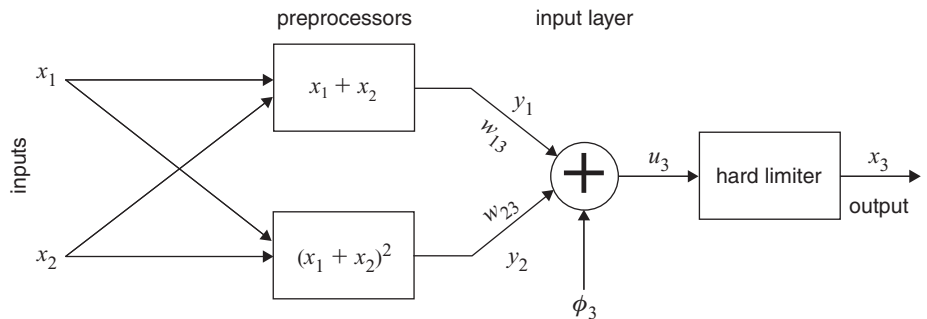 preprocessors
input layer
inputs
x₁
x₁ + x₂
y₁
w₁₃
+
u₃
hard limiter
x₃
output
w₂₃
x₂
(x₁ + x₂)²
y₂
ϕ₃